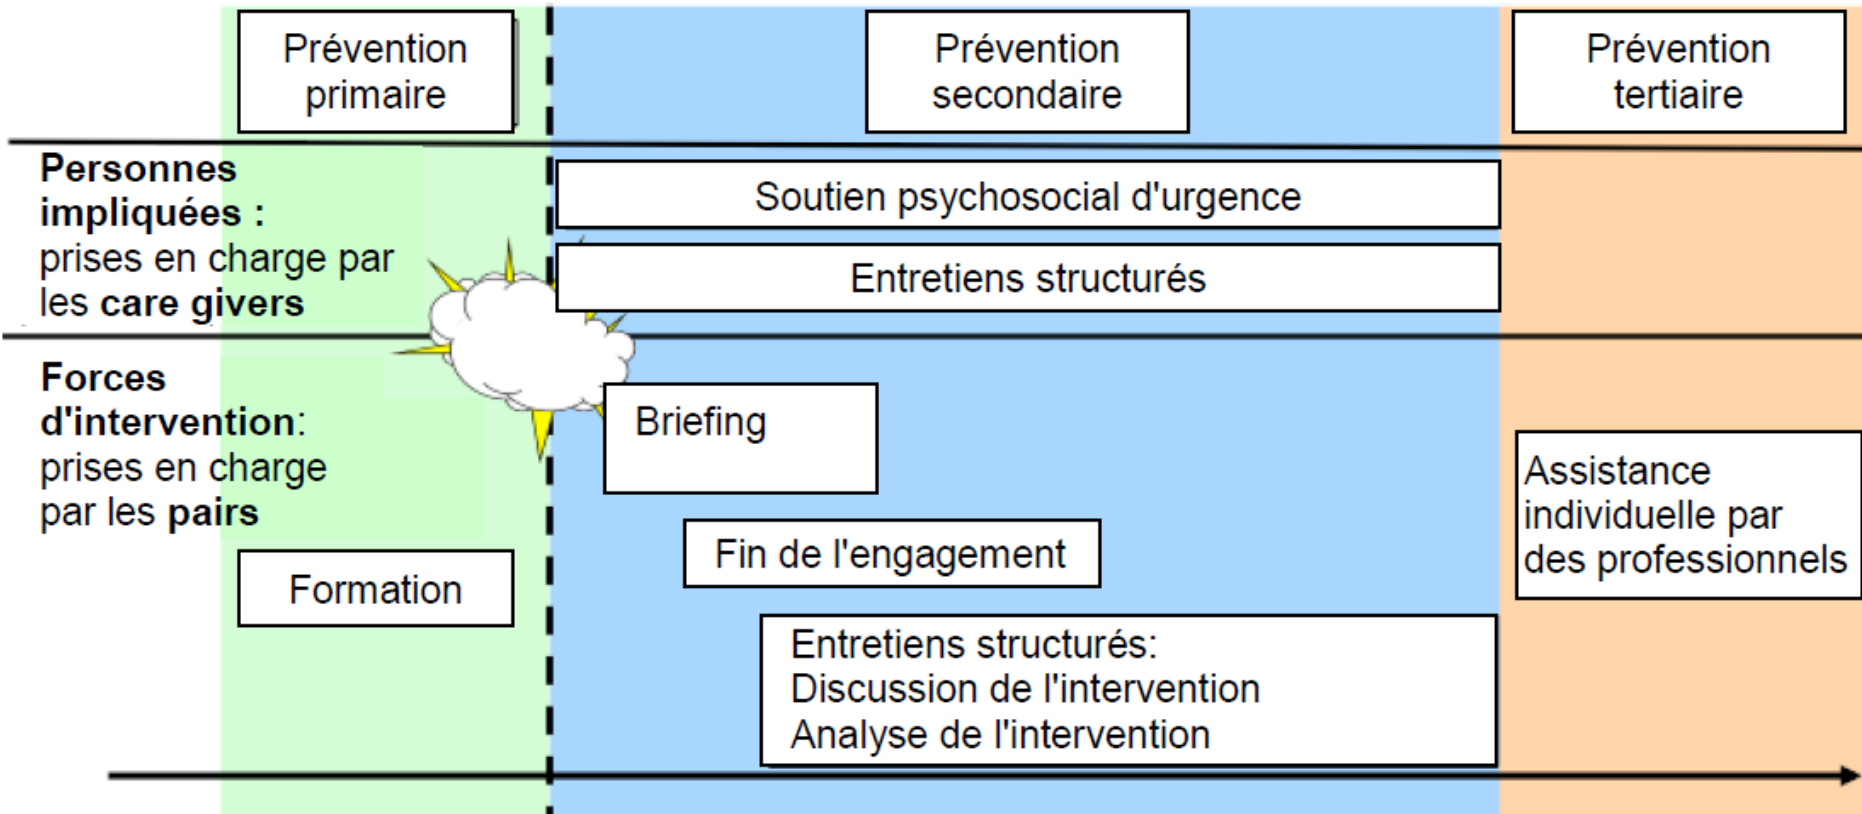 Prévention
primaire
Prévention
secondaire
Prévention
tertiaire
Personnes
impliquées :
prises en charge par
les care givers
Soutien psychosocial d'urgence
Entretiens structurés
Forces
d'intervention:
prises en charge
par les pairs
Briefing
Fin de l'engagement
Formation
Entretiens structurés:
Discussion de l'intervention
Analyse de l'intervention
Assistance
individuelle par
des professionnels